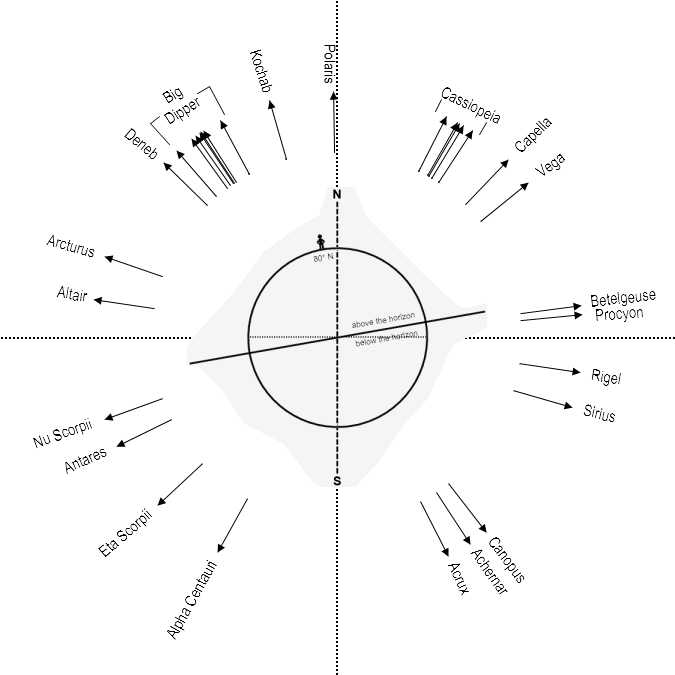 Polaris
Kochab
Big
Dipper
Deneb
Cassiopeia
Capella
Vega
N
Arcturus
80° N
Altair
Betelgeuse
Procyon
above the horizon
below the horizon
Rigel
Sirius
Nu Scorpii
Antares
S
Eta Scorpii
Canopus
Achernar
Acrux
Alpha Centauri